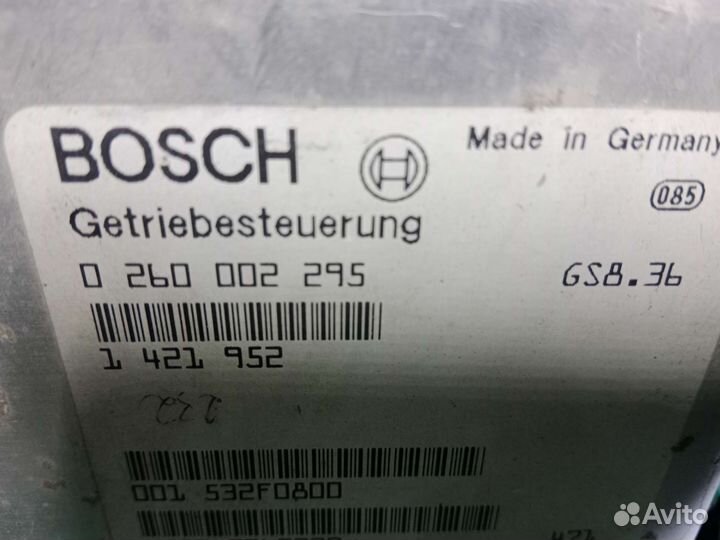 BOSCH
Made in Germany
085
Getriebesteuerung
0 260 002 295
GS8.36
1 421 952
001 532F0800
Avito